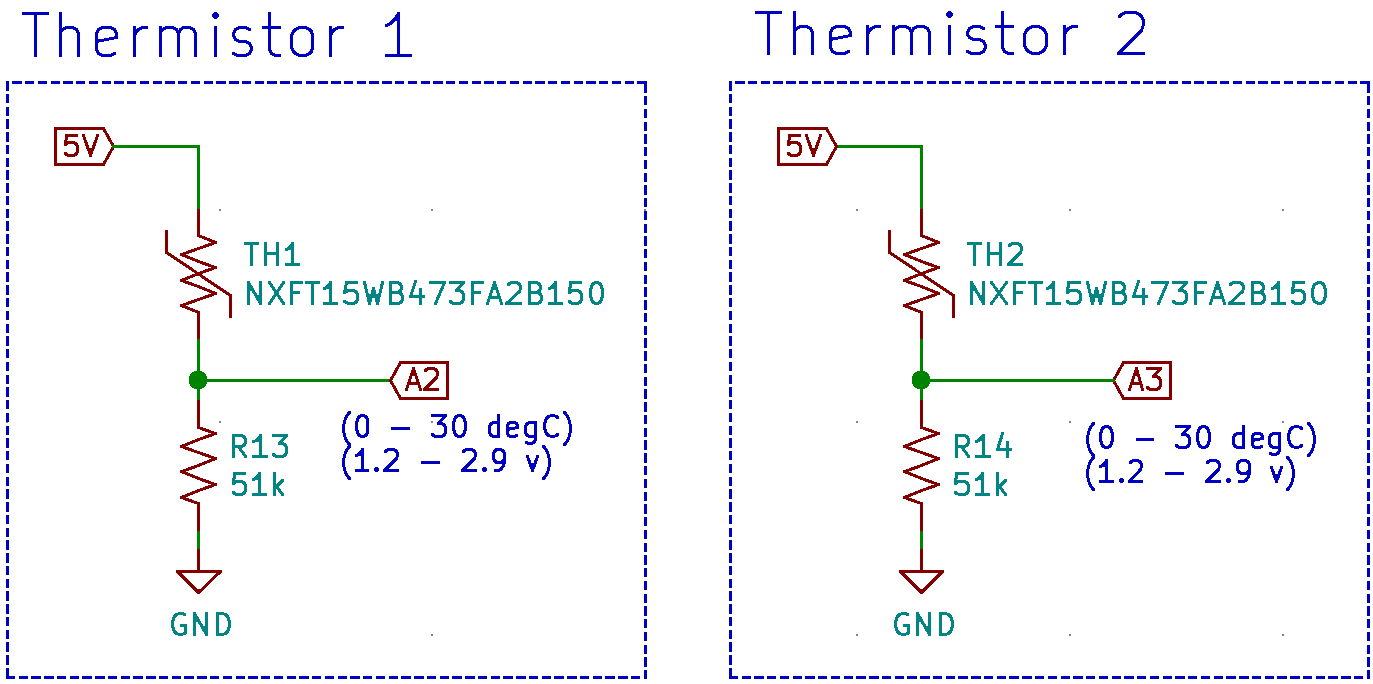 Thermistor 1
5V
TH1
NXFT15WB473FA2B150
A2
(0 - 30 degC)
(1.2 - 2.9 v)
R13
51k
GND
Thermistor 2
5V
TH2
NXFT15WB473FA2B150
A3
(0 - 30 degC)
(1.2 - 2.9 v)
R14
51k
GND